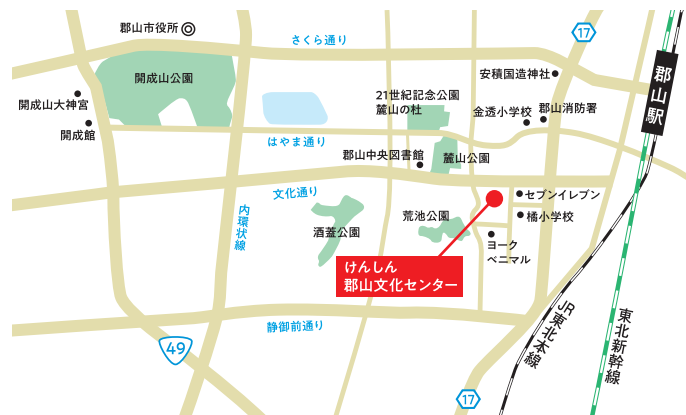 郡山市役所
さくら通り
17
開成山公園
安積国造神社
郡山駅
開成山大神宮
21世紀記念公園
麓山の杜
金透小学校
郡山消防署
開成館
はやま通り
郡山中央図書館
麓山公園
文化通り
セブンイレブン
内環状線
酒蓋公園
荒池公園
橘小学校
ヨーク
ベニマル
けんしん
郡山文化センター
静御前通り
JR東北本線
東北新幹線
49
17